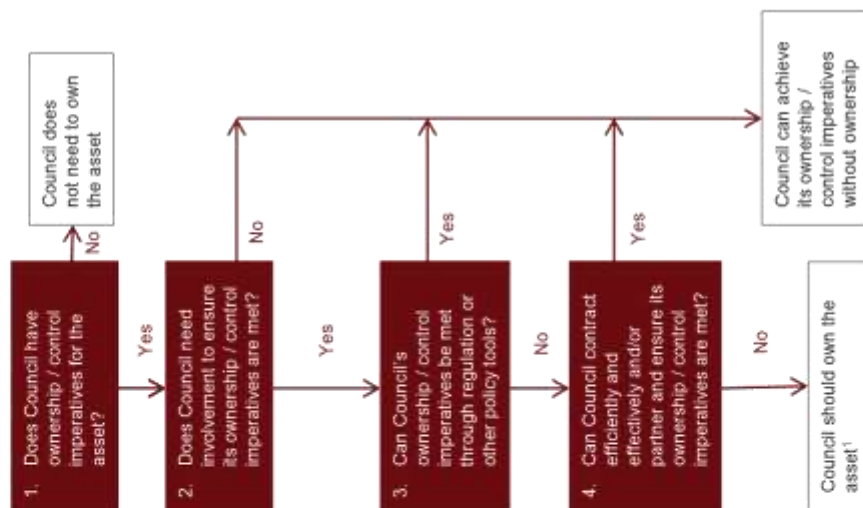 1. Does Council have
ownership / control
imperatives for the
asset?
No
Council does
not need to own
the asset
Yes
2. Does Council need
involvement to ensure
its ownership / control
imperatives are met?
No
Yes
3. Can Council's
ownership / control
imperatives be met
through regulation or
other policy tools?
Yes
No
4. Can Council contract
efficiently and
effectively and/or
partner and ensure its
ownership / control
imperatives are met?
Yes
No
Council should own the
asset¹
Council can achieve
its ownership /
control imperatives
without ownership